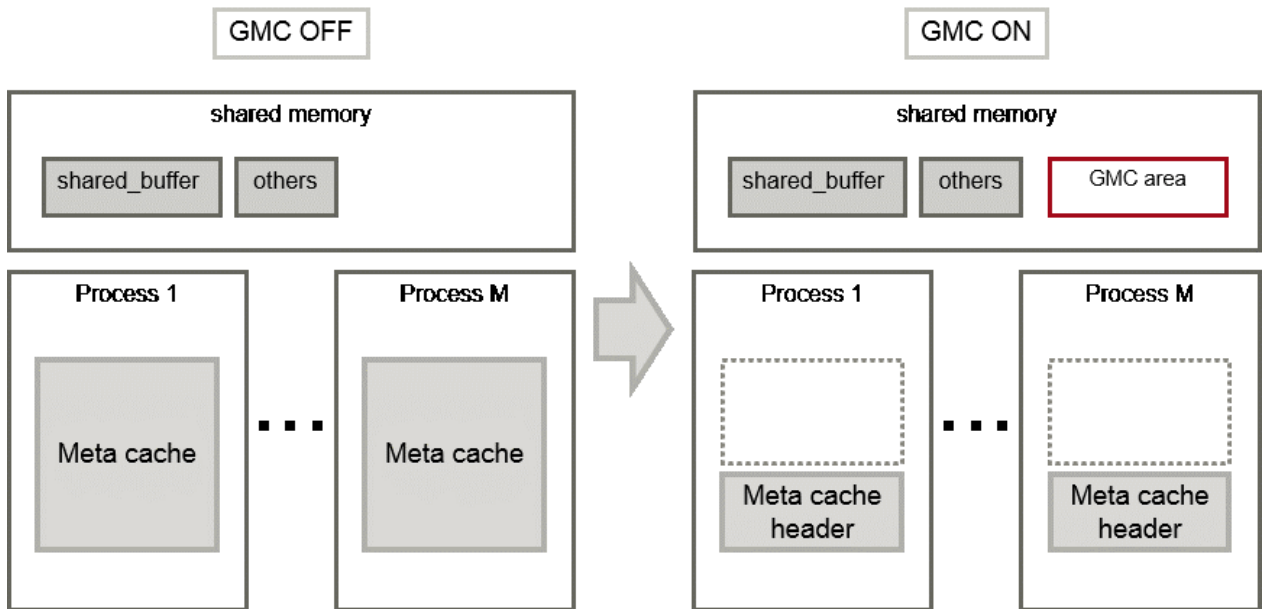 GMC OFF
GMC ON
shared memory
shared_buffer
others
shared memory
shared_buffer
others
GMC area
Process 1
Meta cache
Process M
Meta cache
Process 1
Meta cache
header
Process M
Meta cache
header